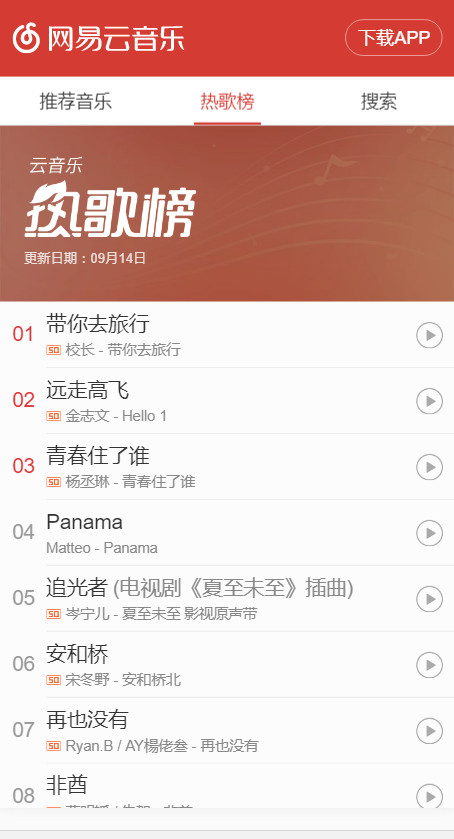 网易云音乐
下载APP
推荐音乐
热歌榜
搜索
云音乐
热歌榜
更新日期：09月14日
01
带你去旅行
SQ 校长 - 带你去旅行
02
远走高飞
SQ 金志文 - Hello 1
03
青春住了谁
SQ 杨丞琳 - 青春住了谁
04
Panama
Matteo - Panama
05
追光者 (电视剧《夏至未至》插曲)
SQ 岑宁儿 - 夏至未至 影视原声带
06
安和桥
SQ 宋冬野 - 安和桥北
07
再也没有
SQ Ryan.B / AY楊佬叁 - 再也没有
08
非酋